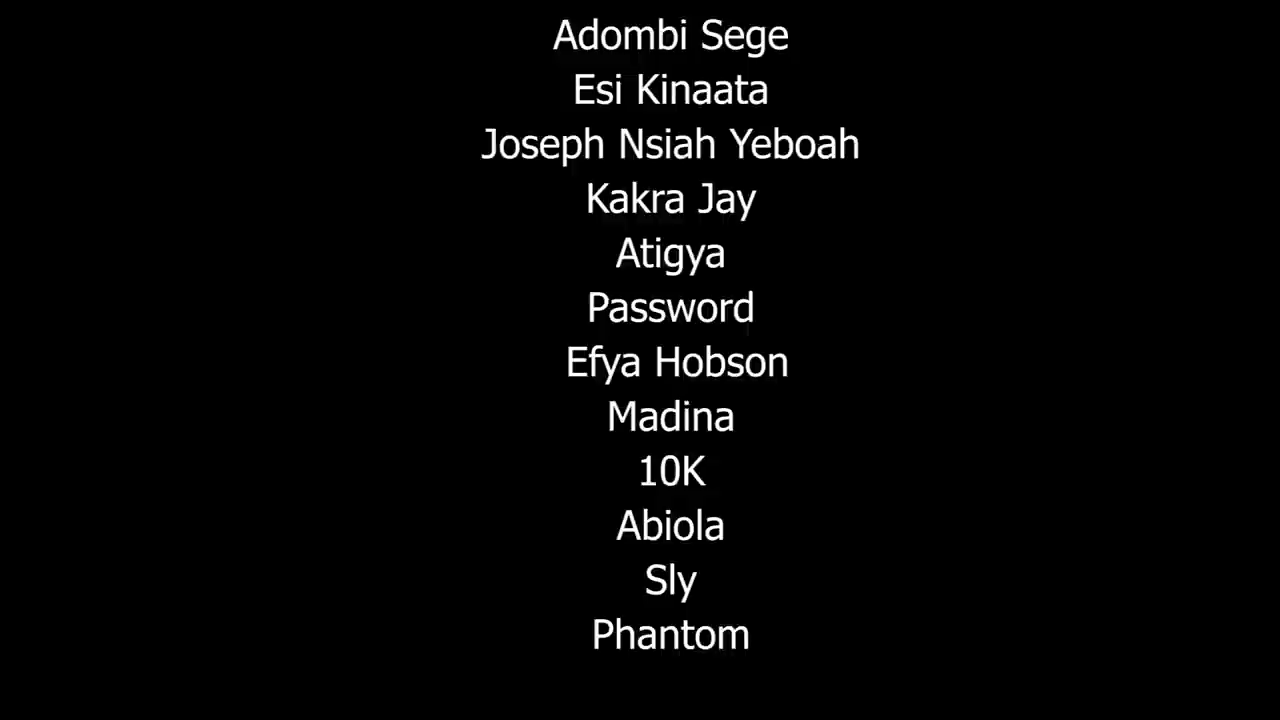 Adombi Sege
Esi Kinaata
Joseph Nsiah Yeboah
Kakra Jay
Atigya
Password
Efya Hobson
Madina
10K
Abiola
Sly
Phantom